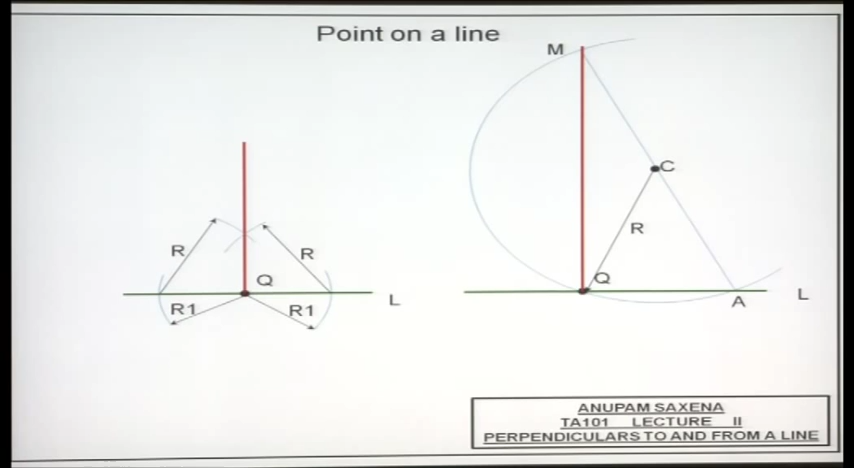 Point on a line
M
C
R
R
R
Q
Q
R1
R1
L
A
L
ANUPAM SAXENA
TA101 LECTURE II
PERPENDICULARS TO AND FROM A LINE